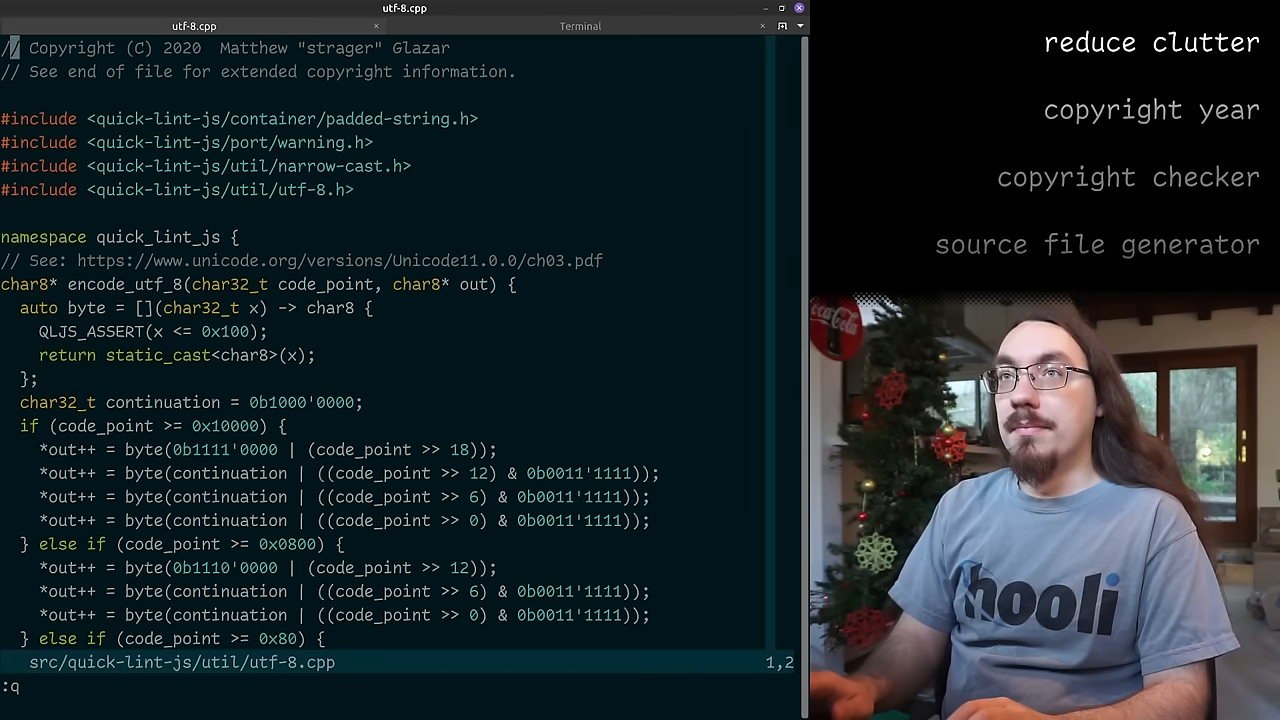 utf-8.cpp
utf-8.cpp × Terminal ×
// Copyright (C) 2020  Matthew "strager" Glazar
// See end of file for extended copyright information.

#include <quick-lint-js/container/padded-string.h>
#include <quick-lint-js/port/warning.h>
#include <quick-lint-js/util/narrow-cast.h>
#include <quick-lint-js/util/utf-8.h>

namespace quick_lint_js {
// See: https://www.unicode.org/versions/Unicode11.0.0/ch03.pdf
char8* encode_utf_8(char32_t code_point, char8* out) {
  auto byte = [](char32_t x) -> char8 {
    QLJS_ASSERT(x <= 0x100);
    return static_cast<char8>(x);
  };
  char32_t continuation = 0b1000'0000;
  if (code_point >= 0x10000) {
    *out++ = byte(0b1111'0000 | (code_point >> 18));
    *out++ = byte(continuation | ((code_point >> 12) & 0b0011'1111));
    *out++ = byte(continuation | ((code_point >> 6) & 0b0011'1111));
    *out++ = byte(continuation | ((code_point >> 0) & 0b0011'1111));
  } else if (code_point >= 0x0800) {
    *out++ = byte(0b1110'0000 | (code_point >> 12));
    *out++ = byte(continuation | ((code_point >> 6) & 0b0011'1111));
    *out++ = byte(continuation | ((code_point >> 0) & 0b0011'1111));
  } else if (code_point >= 0x80) {
src/quick-lint-js/util/utf-8.cpp 1,2
:q
reduce clutter
copyright year
copyright checker
source file generator
Coca-Cola
hooli